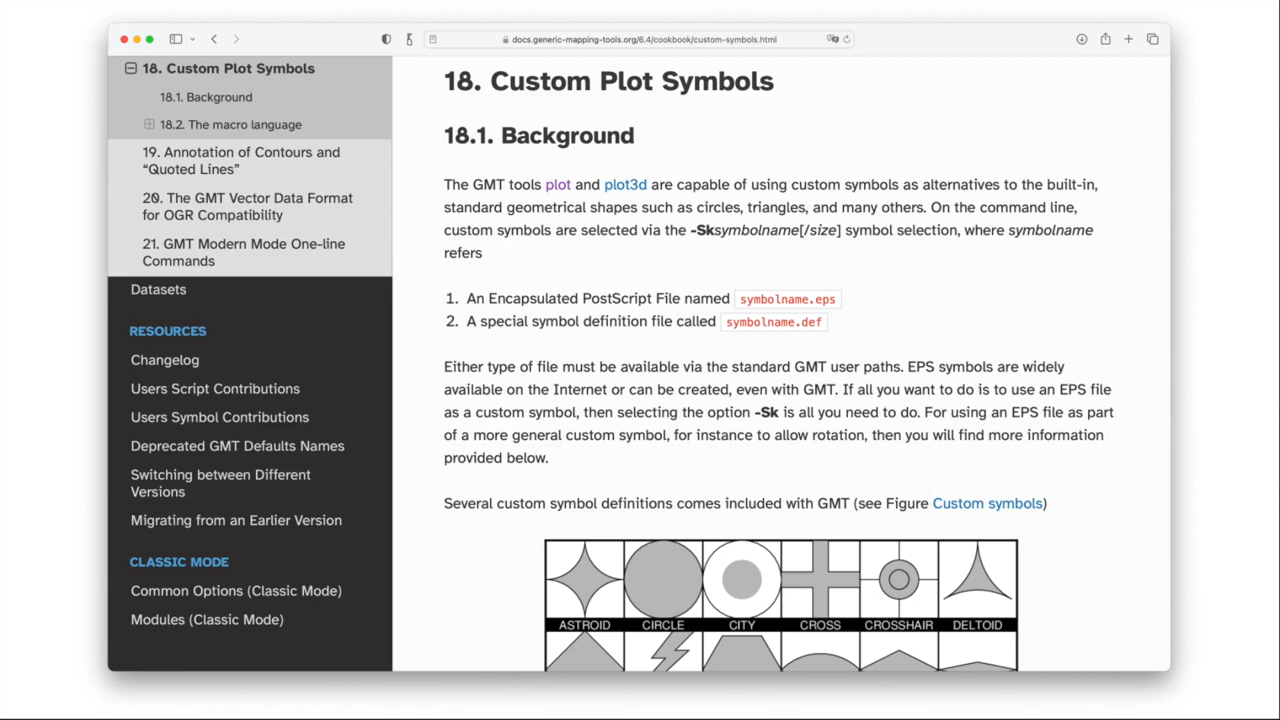 docs.generic-mapping-tools.org/6.4/cookbook/custom-symbols.html
18. Custom Plot Symbols
18.1. Background
18.2. The macro language
19. Annotation of Contours and
“Quoted Lines”
20. The GMT Vector Data Format
for OGR Compatibility
21. GMT Modern Mode One-line
Commands
Datasets
RESOURCES
Changelog
Users Script Contributions
Users Symbol Contributions
Deprecated GMT Defaults Names
Switching between Different
Versions
Migrating from an Earlier Version
CLASSIC MODE
Common Options (Classic Mode)
Modules (Classic Mode)
18. Custom Plot Symbols
18.1. Background
The GMT tools plot and plot3d are capable of using custom symbols as alternatives to the built-in,
standard geometrical shapes such as circles, triangles, and many others. On the command line,
custom symbols are selected via the -Sksymbolname[/size] symbol selection, where symbolname
refers
1. An Encapsulated PostScript File named symbolname.eps
2. A special symbol definition file called symbolname.def
Either type of file must be available via the standard GMT user paths. EPS symbols are widely
available on the Internet or can be created, even with GMT. If all you want to do is to use an EPS file
as a custom symbol, then selecting the option -Sk is all you need to do. For using an EPS file as part
of a more general custom symbol, for instance to allow rotation, then you will find more information
provided below.
Several custom symbol definitions comes included with GMT (see Figure Custom symbols)
ASTROID CIRCLE CITY CROSS CROSSHAIR DELTOID